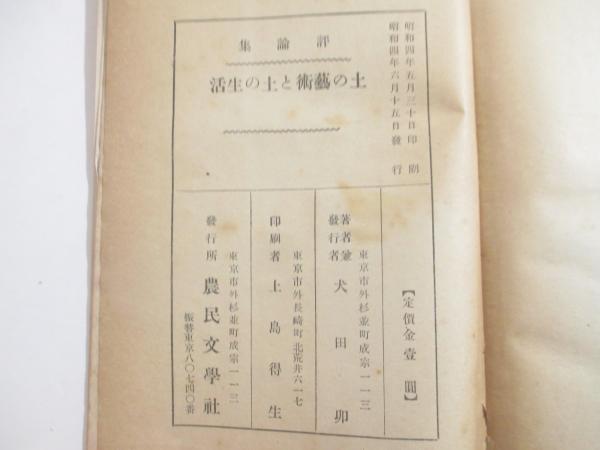 昭和四年五月三十日印刷
昭和四年六月十五日發行
評論集
土の藝術と土の生活
【定價金壹圓】
東京市外杉並町成宗一一三
著者兼
發行者
犬田卯
東京市外長崎町北荒井六一七
印刷者
上島得生
東京市外杉並町成宗一一三
發行所
農民文學社
振替東京八〇七四〇番